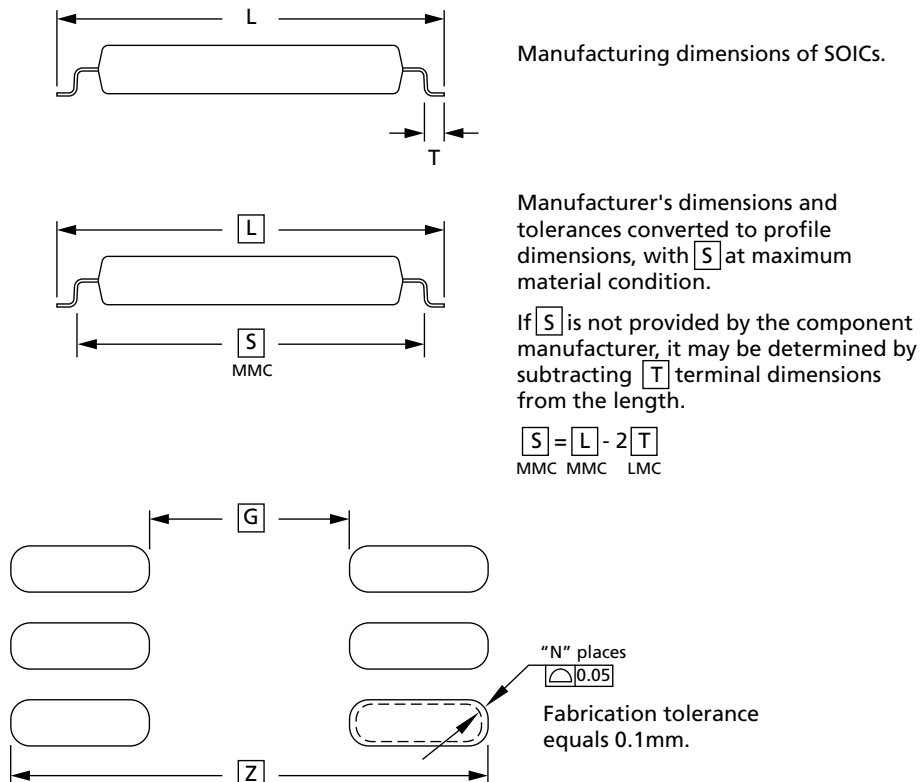 L
Manufacturing dimensions of SOICs.
T
Manufacturer's dimensions and
tolerances converted to profile
dimensions, with S at maximum
material condition.
L
S
MMC
If S is not provided by the component
manufacturer, it may be determined by
subtracting T terminal dimensions
from the length.
S = L - 2 T
MMC MMC LMC
G
"N" places
0.05
Fabrication tolerance
equals 0.1mm.
Z